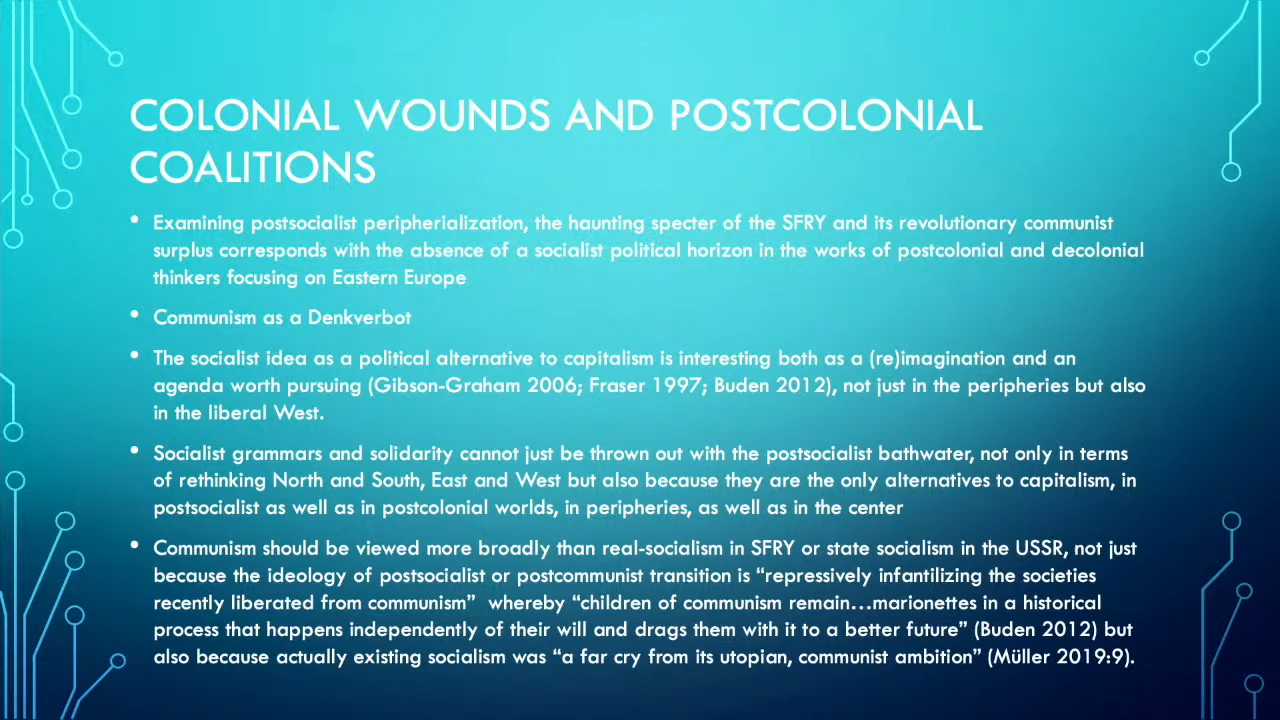 COLONIAL WOUNDS AND POSTCOLONIAL
COALITIONS
• Examining postsocialist peripherialization, the haunting specter of the SFRY and its revolutionary communist
surplus corresponds with the absence of a socialist political horizon in the works of postcolonial and decolonial
thinkers focusing on Eastern Europe
• Communism as a Denkverbot
• The socialist idea as a political alternative to capitalism is interesting both as a (re)imagination and an
agenda worth pursuing (Gibson-Graham 2006; Fraser 1997; Buden 2012), not just in the peripheries but also
in the liberal West.
• Socialist grammars and solidarity cannot just be thrown out with the postsocialist bathwater, not only in terms
of rethinking North and South, East and West but also because they are the only alternatives to capitalism, in
postsocialist as well as in postcolonial worlds, in peripheries, as well as in the center
• Communism should be viewed more broadly than real-socialism in SFRY or state socialism in the USSR, not just
because the ideology of postsocialist or postcommunist transition is “repressively infantilizing the societies
recently liberated from communism”  whereby “children of communism remain…marionettes in a historical
process that happens independently of their will and drags them with it to a better future” (Buden 2012) but
also because actually existing socialism was “a far cry from its utopian, communist ambition” (Müller 2019:9).